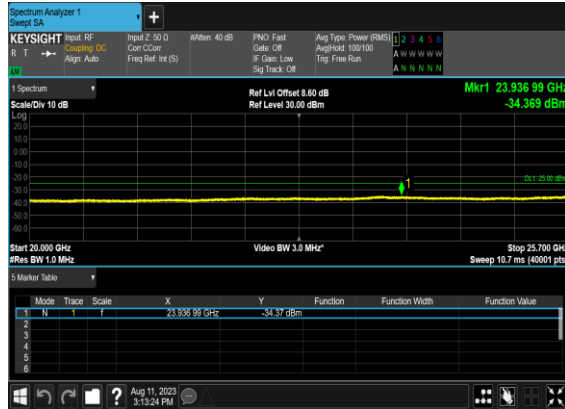 Spectrum Analyzer 1
Swept SA
+
KEYSIGHT Input: RF Input Z: 50 Ω #Atten: 40 dB PNO: Fast Avg Type: Power (RMS) 1 2 3 4 5 6
R T Coupling: DC Corr CCorr Gate: Off Avg|Hold: 100/100 A W W W W W
Align: Auto Freq Ref: Int (S) IF Gain: Low Trig: Free Run
LXI Sig Track: Off A N N N N N
1 Spectrum Ref Lvl Offset 8.60 dB Mkr1 23.936 99 GHz
Scale/Div 10 dB Ref Level 30.00 dBm -34.369 dBm
Log
20.0
10.0
0.00
-10.0
-20.0 1 DL1 -25.00 dBm
-30.0
-40.0
-50.0
-60.0
Start 20.000 GHz Video BW 3.0 MHz* Stop 25.700 GHz
#Res BW 1.0 MHz Sweep 10.7 ms (40001 pts)
5 Marker Table
Mode Trace Scale X Y Function Function Width Function Value
1 N 1 f 23.936 99 GHz -34.37 dBm
2
3
4
5
6
? Aug 11, 2023
3:13:24 PM